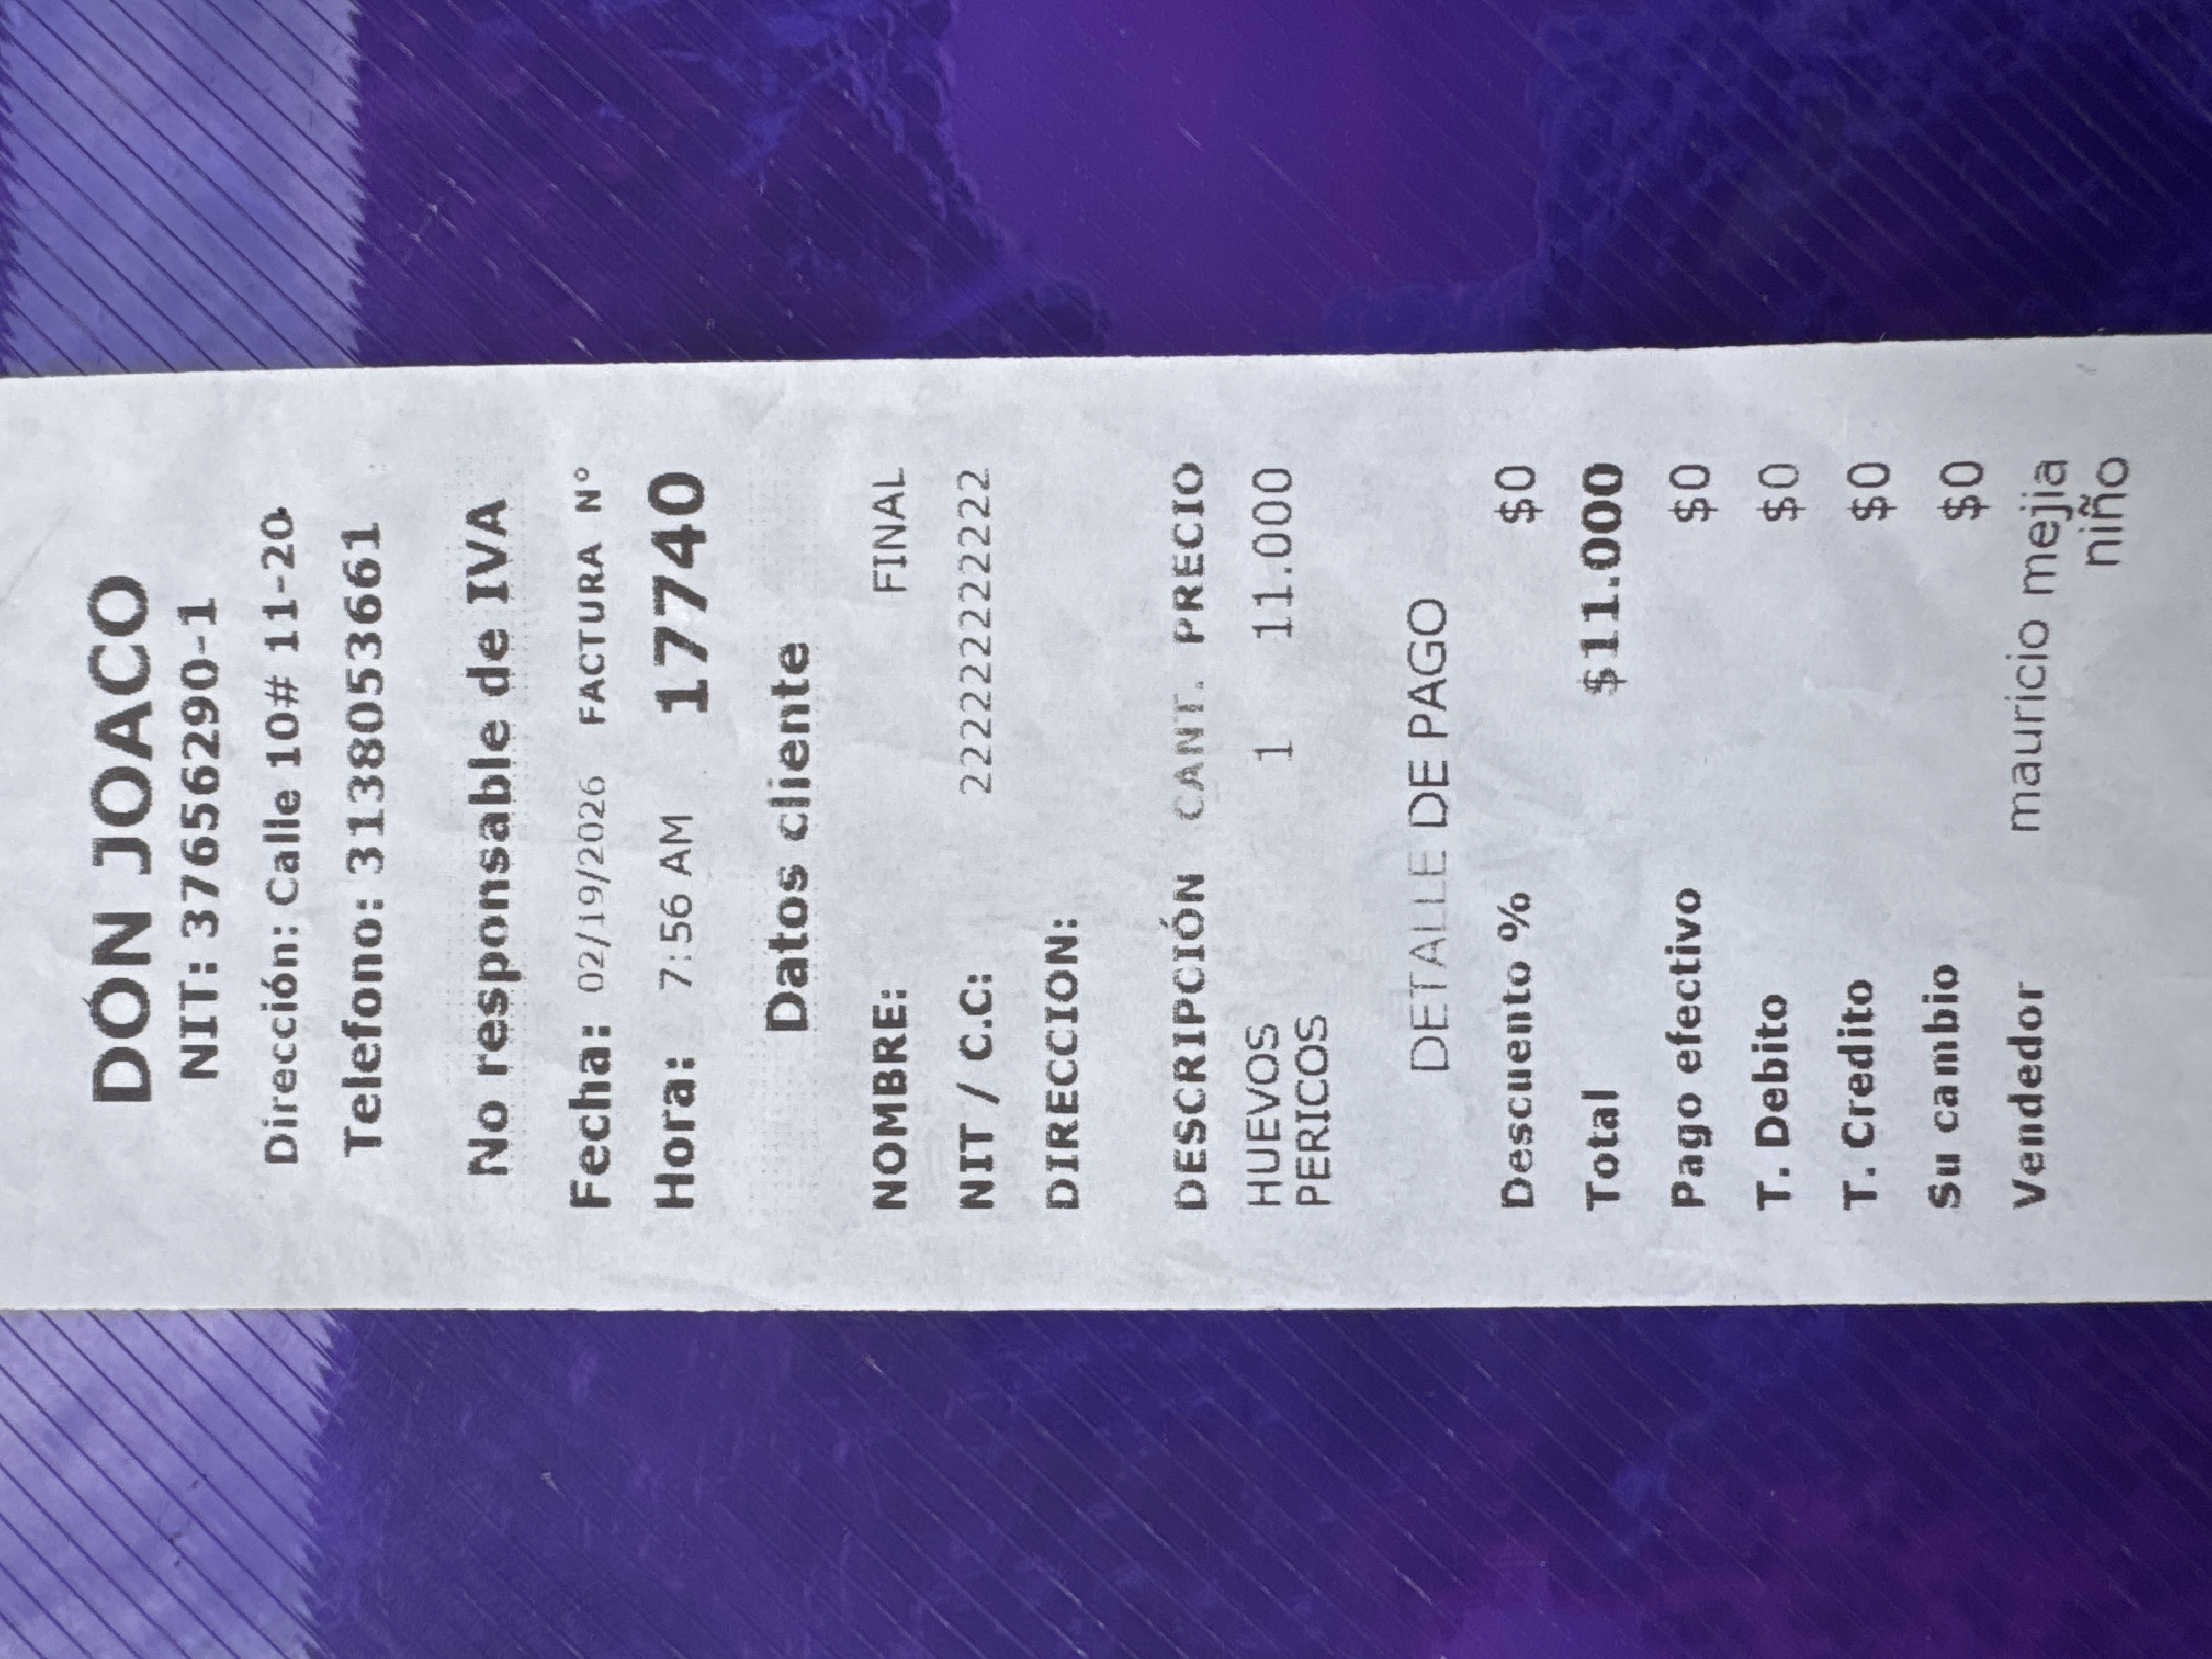 DON JOACO
NIT: 37656290-1
Dirección: Calle 10# 11-20
Telefono: 3138053661
No responsable de IVA
Fecha: 02/19/2026 FACTURA N°
Hora: 7:56 AM 17740
Datos cliente
NOMBRE: FINAL
NIT / C.C: 222222222222
DIRECCION:
DESCRIPCIÓN CANT. PRECIO
HUEVOS 1 11.000
PERICOS
DETALLE DE PAGO
Descuento % $0
Total $11.000
Pago efectivo $0
T. Debito $0
T. Credito $0
Su cambio $0
Vendedor mauricio mejia
niño